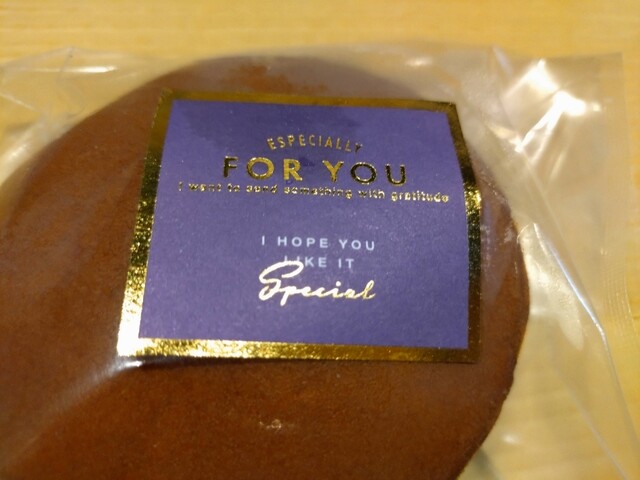 ESPECIALLY
FOR YOU
I want to send something with gratitude
I HOPE YOU
LIKE IT
Special